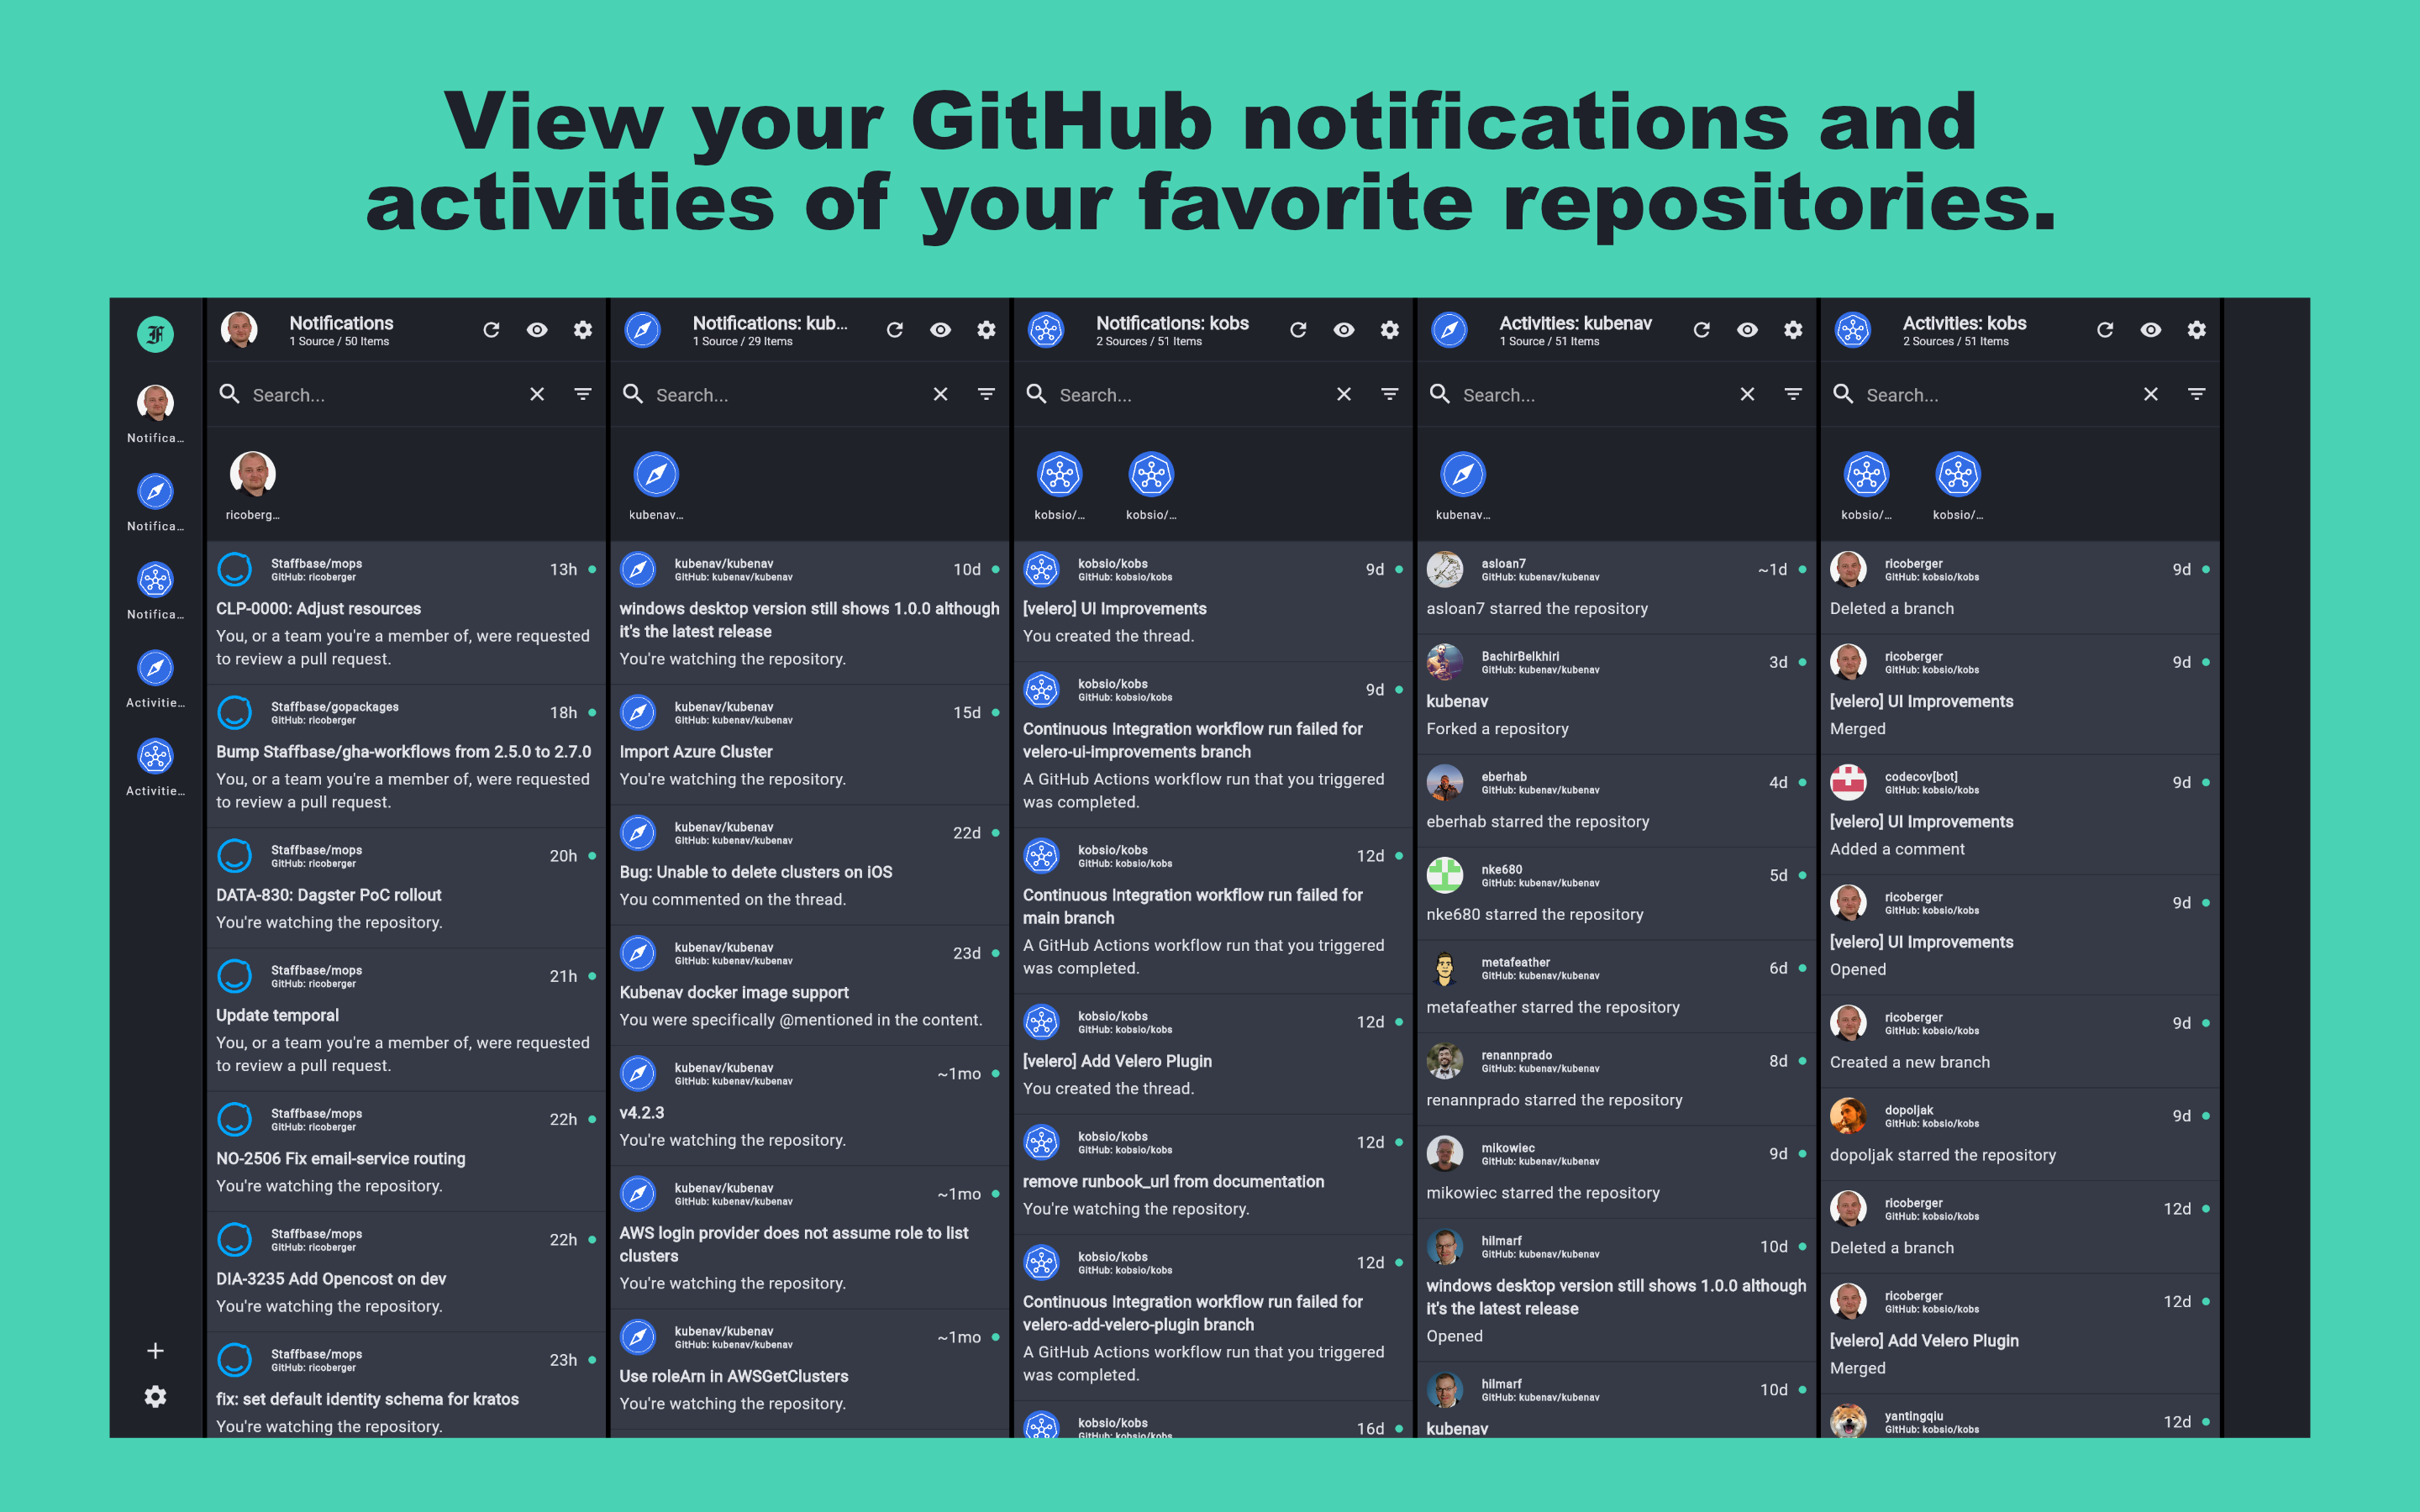 View your GitHub notifications and
activities of your favorite repositories.
Notifica…
Notifica…
Notifica…
Activitie…
Activitie…
Notifications
1 Source / 50 Items
Search...
ricoberg…
Staffbase/mops
GitHub: ricoberger
13h
CLP-0000: Adjust resources
You, or a team you're a member of, were requested
to review a pull request.
Staffbase/gopackages
GitHub: ricoberger
18h
Bump Staffbase/gha-workflows from 2.5.0 to 2.7.0
You, or a team you're a member of, were requested
to review a pull request.
Staffbase/mops
GitHub: ricoberger
20h
DATA-830: Dagster PoC rollout
You're watching the repository.
Staffbase/mops
GitHub: ricoberger
21h
Update temporal
You, or a team you're a member of, were requested
to review a pull request.
Staffbase/mops
GitHub: ricoberger
22h
NO-2506 Fix email-service routing
You're watching the repository.
Staffbase/mops
GitHub: ricoberger
22h
DIA-3235 Add Opencost on dev
You're watching the repository.
Staffbase/mops
GitHub: ricoberger
23h
fix: set default identity schema for kratos
You're watching the repository.
Notifications: kub…
1 Source / 29 Items
Search...
kubenav…
kubenav/kubenav
GitHub: kubenav/kubenav
10d
windows desktop version still shows 1.0.0 although
it's the latest release
You're watching the repository.
kubenav/kubenav
GitHub: kubenav/kubenav
15d
Import Azure Cluster
You're watching the repository.
kubenav/kubenav
GitHub: kubenav/kubenav
22d
Bug: Unable to delete clusters on iOS
You commented on the thread.
kubenav/kubenav
GitHub: kubenav/kubenav
23d
Kubenav docker image support
You were specifically @mentioned in the content.
kubenav/kubenav
GitHub: kubenav/kubenav
~1mo
v4.2.3
You're watching the repository.
kubenav/kubenav
GitHub: kubenav/kubenav
~1mo
AWS login provider does not assume role to list
clusters
You're watching the repository.
kubenav/kubenav
GitHub: kubenav/kubenav
~1mo
Use roleArn in AWSGetClusters
You're watching the repository.
Notifications: kobs
2 Sources / 51 Items
Search...
kobsio/…
kobsio/…
kobsio/kobs
GitHub: kobsio/kobs
9d
[velero] UI Improvements
You created the thread.
kobsio/kobs
GitHub: kobsio/kobs
9d
Continuous Integration workflow run failed for
velero-ui-improvements branch
A GitHub Actions workflow run that you triggered
was completed.
kobsio/kobs
GitHub: kobsio/kobs
12d
Continuous Integration workflow run failed for
main branch
A GitHub Actions workflow run that you triggered
was completed.
kobsio/kobs
GitHub: kobsio/kobs
12d
[velero] Add Velero Plugin
You created the thread.
kobsio/kobs
GitHub: kobsio/kobs
12d
remove runbook_url from documentation
You're watching the repository.
kobsio/kobs
GitHub: kobsio/kobs
12d
Continuous Integration workflow run failed for
velero-add-velero-plugin branch
A GitHub Actions workflow run that you triggered
was completed.
kobsio/kobs
GitHub: kobsio/kobs
16d
Activities: kubenav
1 Source / 51 Items
Search...
kubenav…
asloan7
GitHub: kubenav/kubenav
~1d
asloan7 starred the repository
BachirBelkhiri
GitHub: kubenav/kubenav
3d
kubenav
Forked a repository
eberhab
GitHub: kubenav/kubenav
4d
eberhab starred the repository
nke680
GitHub: kubenav/kubenav
5d
nke680 starred the repository
metafeather
GitHub: kubenav/kubenav
6d
metafeather starred the repository
renannprado
GitHub: kubenav/kubenav
8d
renannprado starred the repository
mikowiec
GitHub: kubenav/kubenav
9d
mikowiec starred the repository
hilmarf
GitHub: kubenav/kubenav
10d
windows desktop version still shows 1.0.0 although
it's the latest release
Opened
hilmarf
GitHub: kubenav/kubenav
10d
kubenav
Activities: kobs
2 Sources / 51 Items
Search...
kobsio/…
kobsio/…
ricoberger
GitHub: kobsio/kobs
9d
Deleted a branch
ricoberger
GitHub: kobsio/kobs
9d
[velero] UI Improvements
Merged
codecov[bot]
GitHub: kobsio/kobs
9d
[velero] UI Improvements
Added a comment
ricoberger
GitHub: kobsio/kobs
9d
[velero] UI Improvements
Opened
ricoberger
GitHub: kobsio/kobs
9d
Created a new branch
dopoljak
GitHub: kobsio/kobs
9d
dopoljak starred the repository
ricoberger
GitHub: kobsio/kobs
12d
Deleted a branch
ricoberger
GitHub: kobsio/kobs
12d
[velero] Add Velero Plugin
Merged
yantingqiu
GitHub: kobsio/kobs
12d